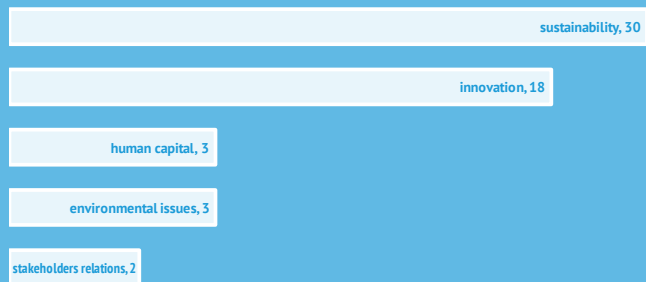 sustainability, 30
innovation, 18
human capital, 3
environmental issues, 3
stakeholders relations, 2